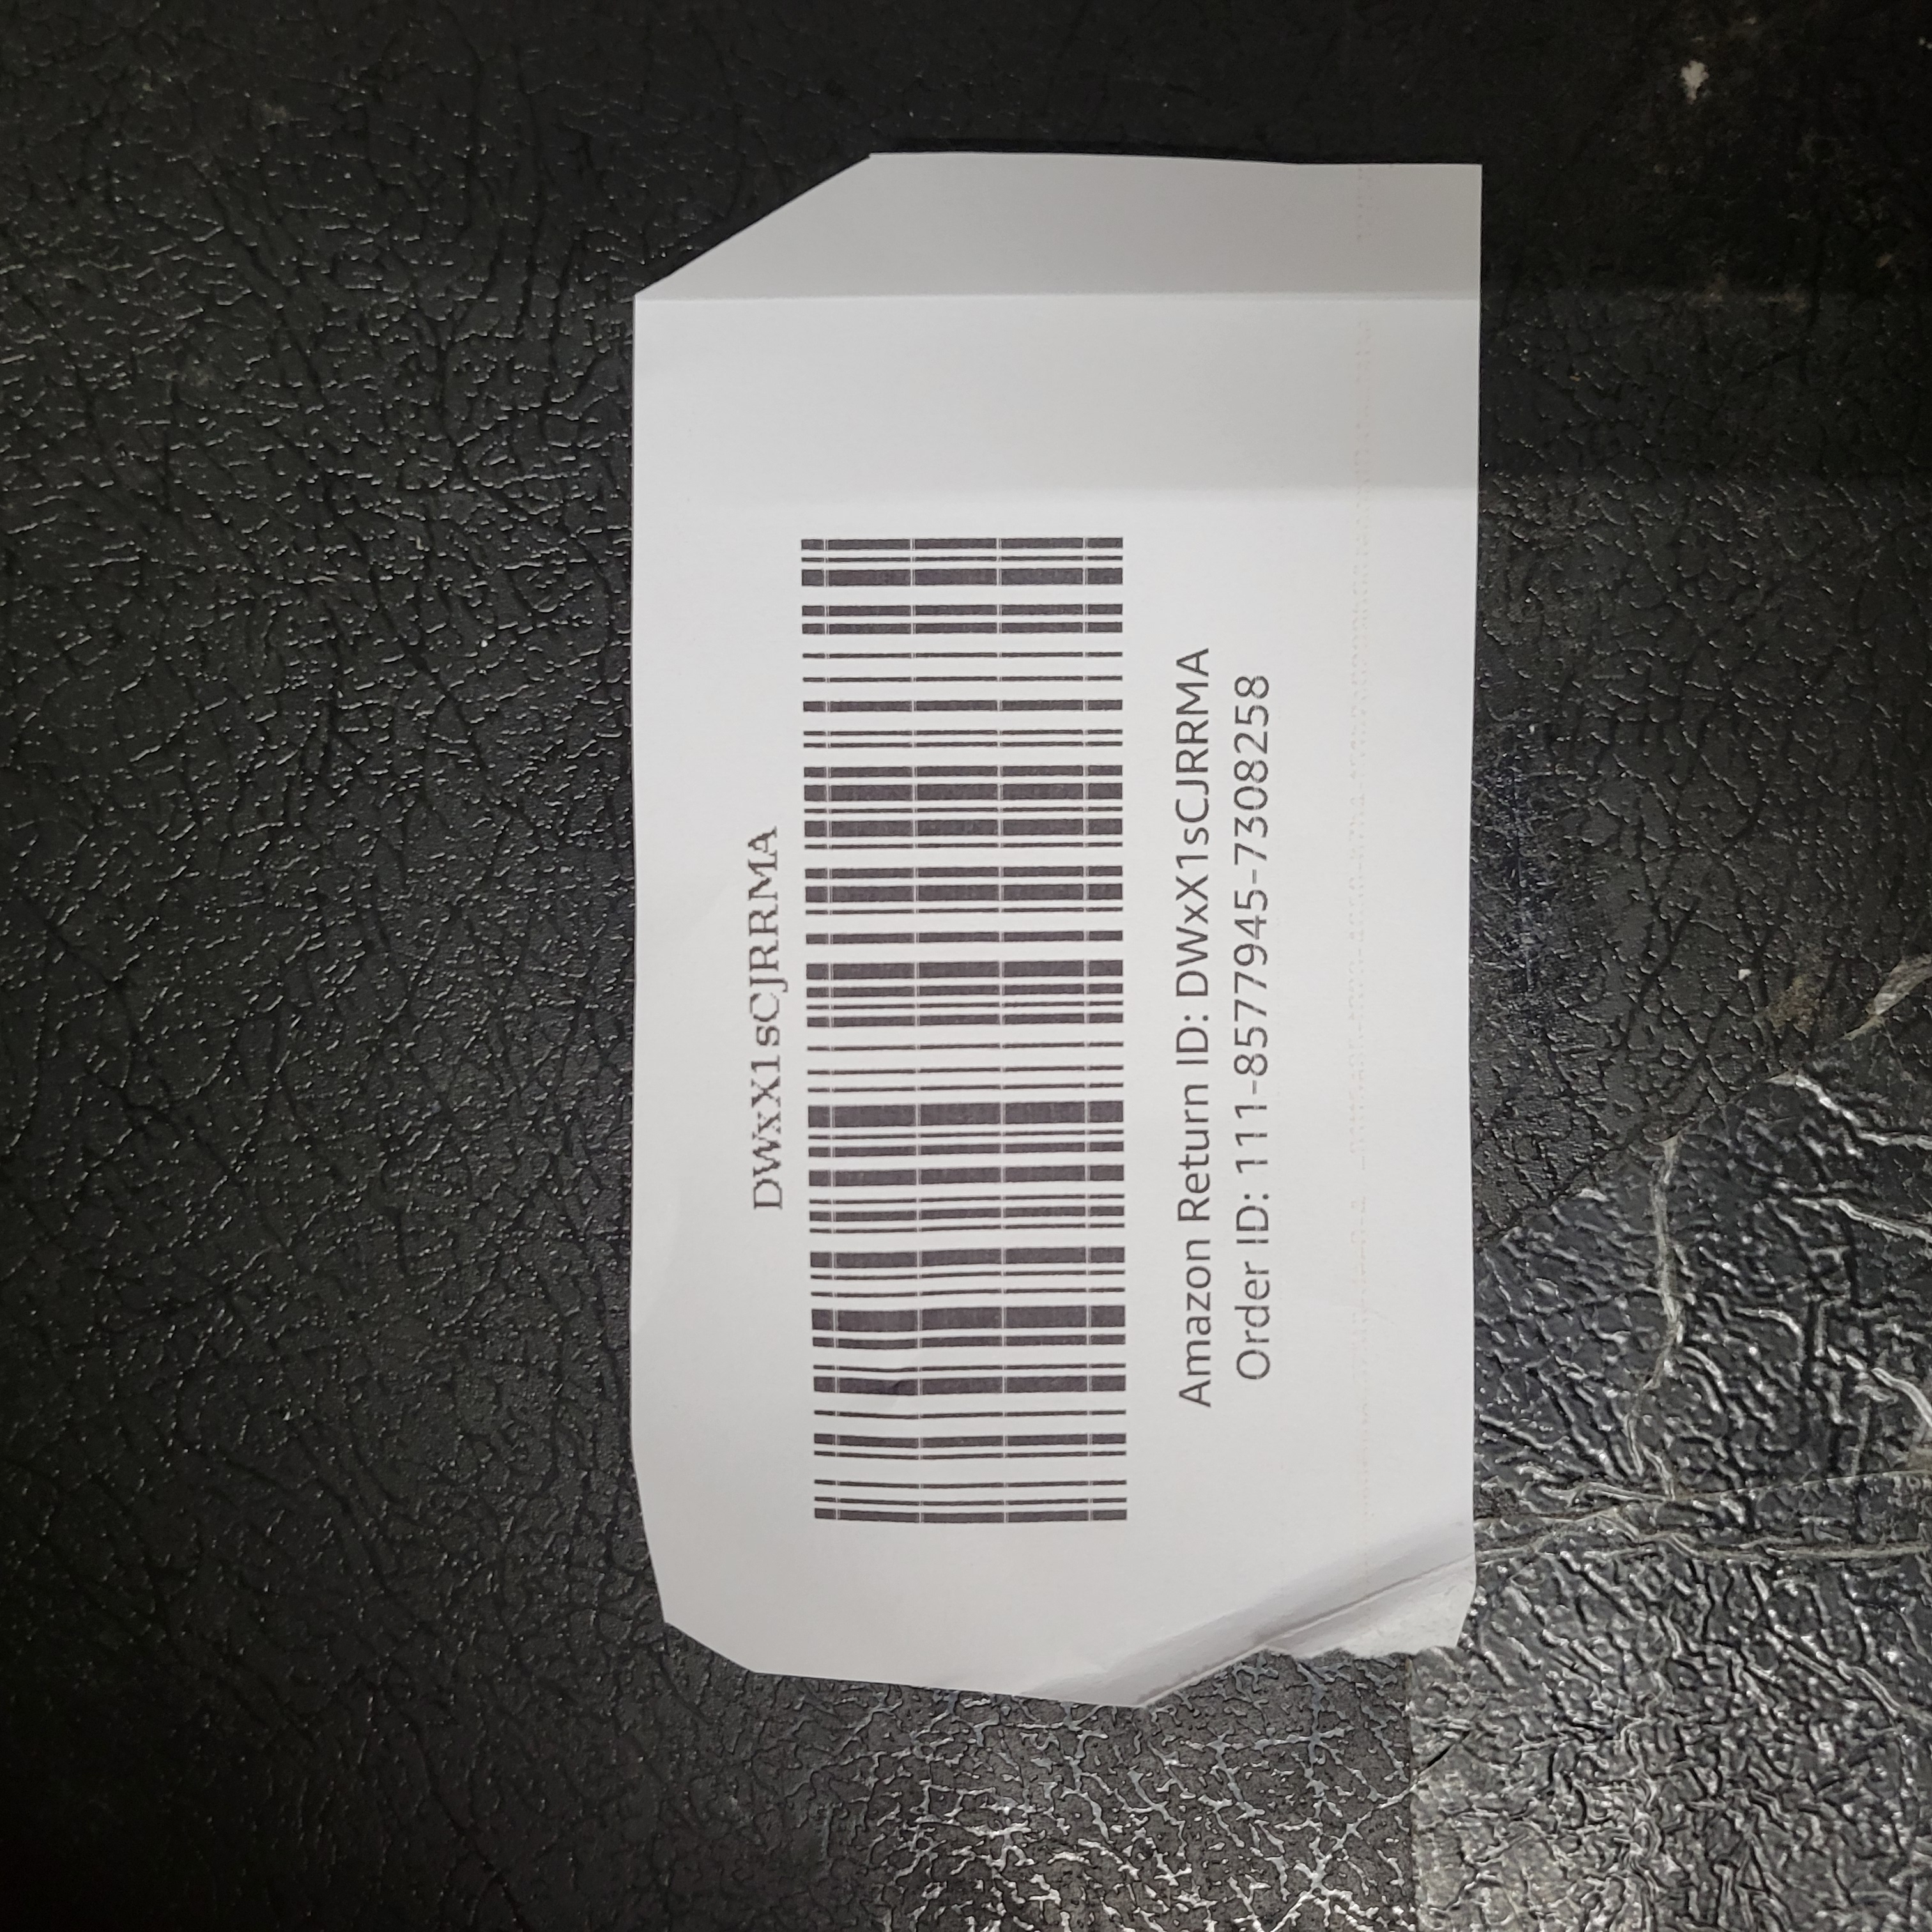 DWxX1sCJRRMA
Amazon Return ID: DWxX1sCJRRMA
Order ID: 111-8577945-7308258